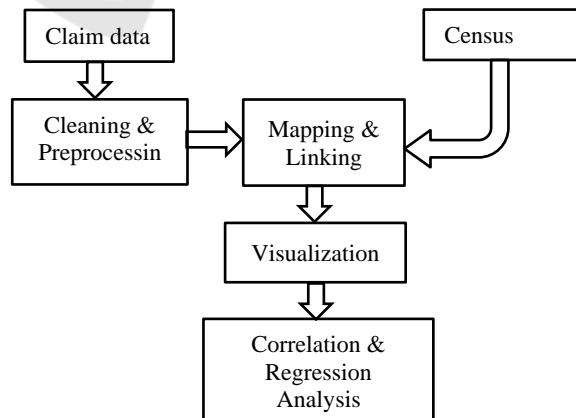 Claim data
Census
Cleaning &
Preprocessin
Mapping &
Linking
Visualization
Correlation &
Regression
Analysis